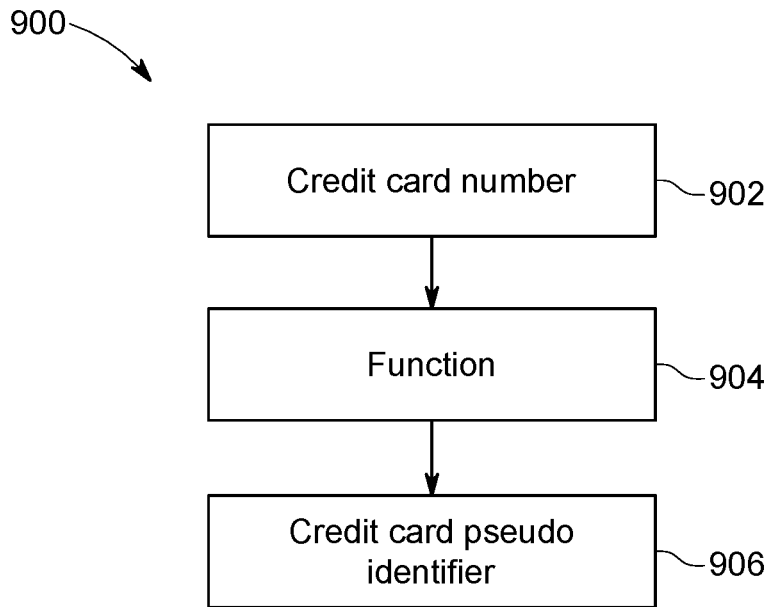 900
Credit card number
902
Function
904
Credit card pseudo
identifier
906